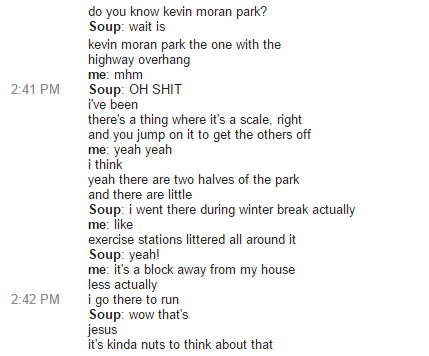 do you know kevin moran park?
Soup: wait is
kevin moran park the one with the
highway overhang
me: mhm
2:41 PM Soup: OH SHIT
i've been
there's a thing where it's a scale, right
and you jump on it to get the others off
me: yeah yeah
i think
yeah there are two halves of the park
and there are little
Soup: i went there during winter break actually
me: like
exercise stations littered all around it
Soup: yeah!
me: it's a block away from my house
less actually
2:42 PM i go there to run
Soup: wow that's
jesus
it's kinda nuts to think about that